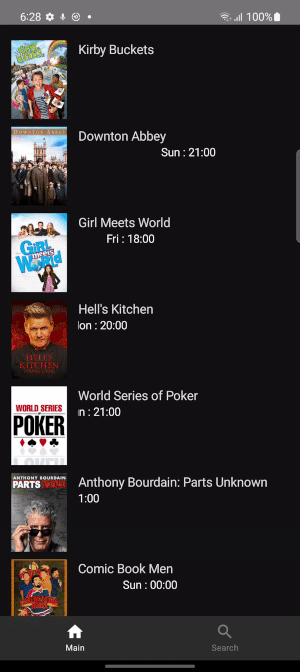 6:28
100%
Kirby Buckets
DOWNTON ABBEY
Downton Abbey
Sun : 21:00
GiRL meets WoRld
Girl Meets World
Fri : 18:00
HELL'S
KITCHEN
Hell's Kitchen
lon : 20:00
WORLD SERIES
POKER
World Series of Poker
n : 21:00
ANTHONY BOURDAIN
PARTS
Anthony Bourdain: Parts Unknown
1:00
Comic Book Men
Sun : 00:00
Main
Search